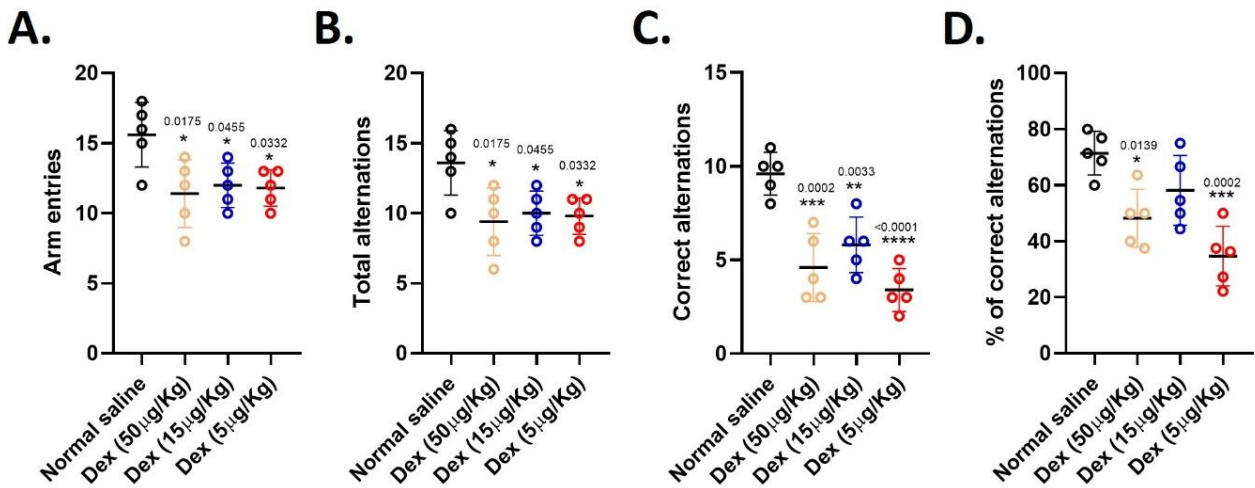 A.
Arm entries
20
15
10
5
0
0.0175
*
0.0455
*
0.0332
*
Normal saline
Dex (50µg/Kg)
Dex (15µg/Kg)
Dex (5µg/Kg)
B.
Total alternations
20
15
10
5
0
0.0175
*
0.0455
*
0.0332
*
Normal saline
Dex (50µg/Kg)
Dex (15µg/Kg)
Dex (5µg/Kg)
C.
Correct alternations
15
10
5
0
0.0002
***
0.0033
**
<0.0001
****
Normal saline
Dex (50µg/Kg)
Dex (15µg/Kg)
Dex (5µg/Kg)
D.
% of correct alternations
100
80
60
40
20
0
0.0139
*
0.0002
***
Normal saline
Dex (50µg/Kg)
Dex (15µg/Kg)
Dex (5µg/Kg)